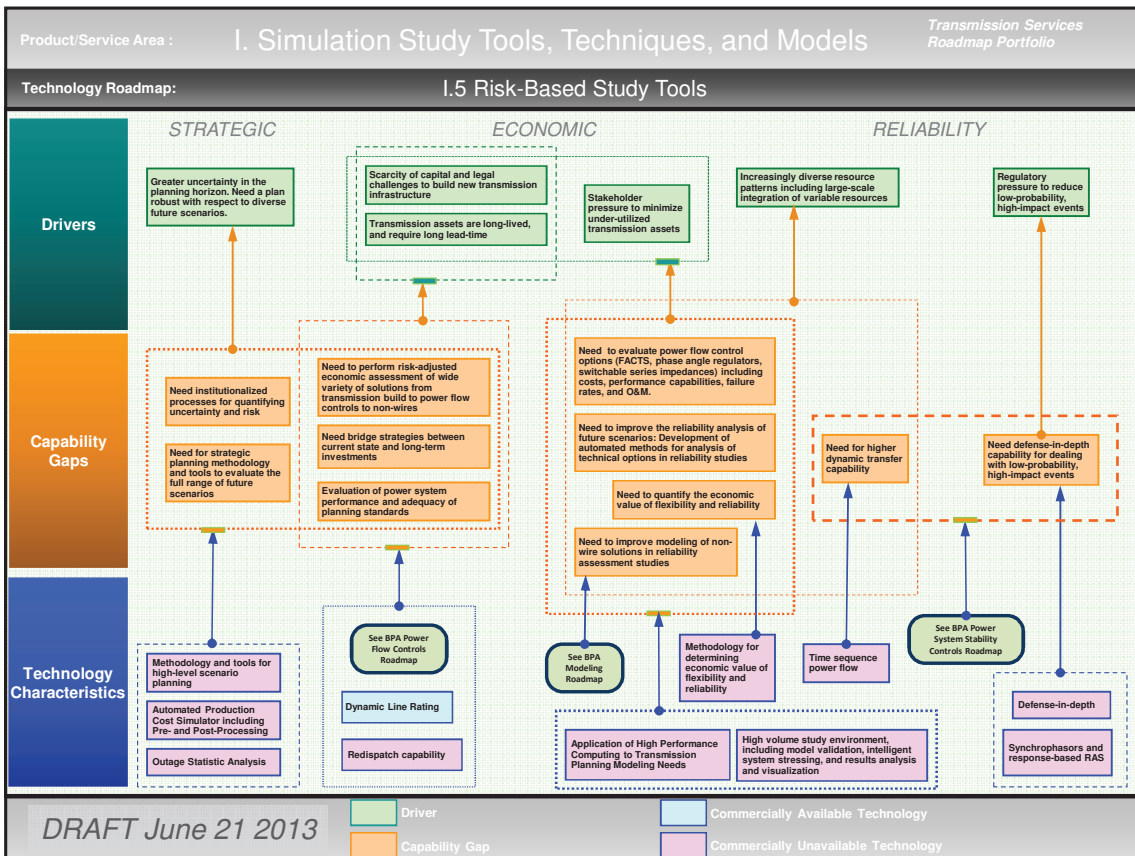 Product/Service Area :
I. Simulation Study Tools, Techniques, and Models
Transmission Services
Roadmap Portfolio
Technology Roadmap:
I.5 Risk-Based Study Tools
STRATEGIC
ECONOMIC
RELIABILITY
Drivers
Greater uncertainty in the
planning horizon. Need a plan
robust with respect to diverse
future scenarios.
Scarcity of capital and legal
challenges to build new transmission
infrastructure
Transmission assets are long-lived,
and require long lead-time
Stakeholder
pressure to minimize
under-utilized
transmission assets
Increasingly diverse resource
patterns including large-scale
integration of variable resources
Regulatory
pressure to reduce
low-probability,
high-impact events
Capability
Gaps
Need institutionalized
processes for quantifying
uncertainty and risk
Need for strategic
planning methodology
and tools to evaluate the
full range of future
scenarios
Need to perform risk-adjusted
economic assessment of wide
variety of solutions from
transmission build to power flow
controls to non-wires
Need bridge strategies between
current state and long-term
investments
Evaluation of power system
performance and adequacy of
planning standards
Need to evaluate power flow control
options (FACTS, phase angle regulators,
switchable series impedances) including
costs, performance capabilities, failure
rates, and O&M.
Need to improve the reliability analysis of
future scenarios: Development of
automated methods for analysis of
technical options in reliability studies
Need to quantify the economic
value of flexibility and reliability
Need to improve modeling of non-
wire solutions in reliability
assessment studies
Need for higher
dynamic transfer
capability
Need defense-in-depth
capability for dealing
with low-probability,
high-impact events
Technology
Characteristics
Methodology and tools for
high-level scenario
planning
Automated Production
Cost Simulator including
Pre- and Post-Processing
Outage Statistic Analysis
See BPA Power
Flow Controls
Roadmap
Dynamic Line Rating
Redispatch capability
See BPA
Modeling
Roadmap
Methodology for
determining
economic value of
flexibility and
reliability
Application of High Performance
Computing to Transmission
Planning Modeling Needs
High volume study environment,
including model validation, intelligent
system stressing, and results analysis
and visualization
Time sequence
power flow
See BPA Power
System Stability
Controls Roadmap
Defense-in-depth
Synchrophasors and
response-based RAS
DRAFT June 21 2013
Driver
Capability Gap
Commercially Available Technology
Commercially Unavailable Technology